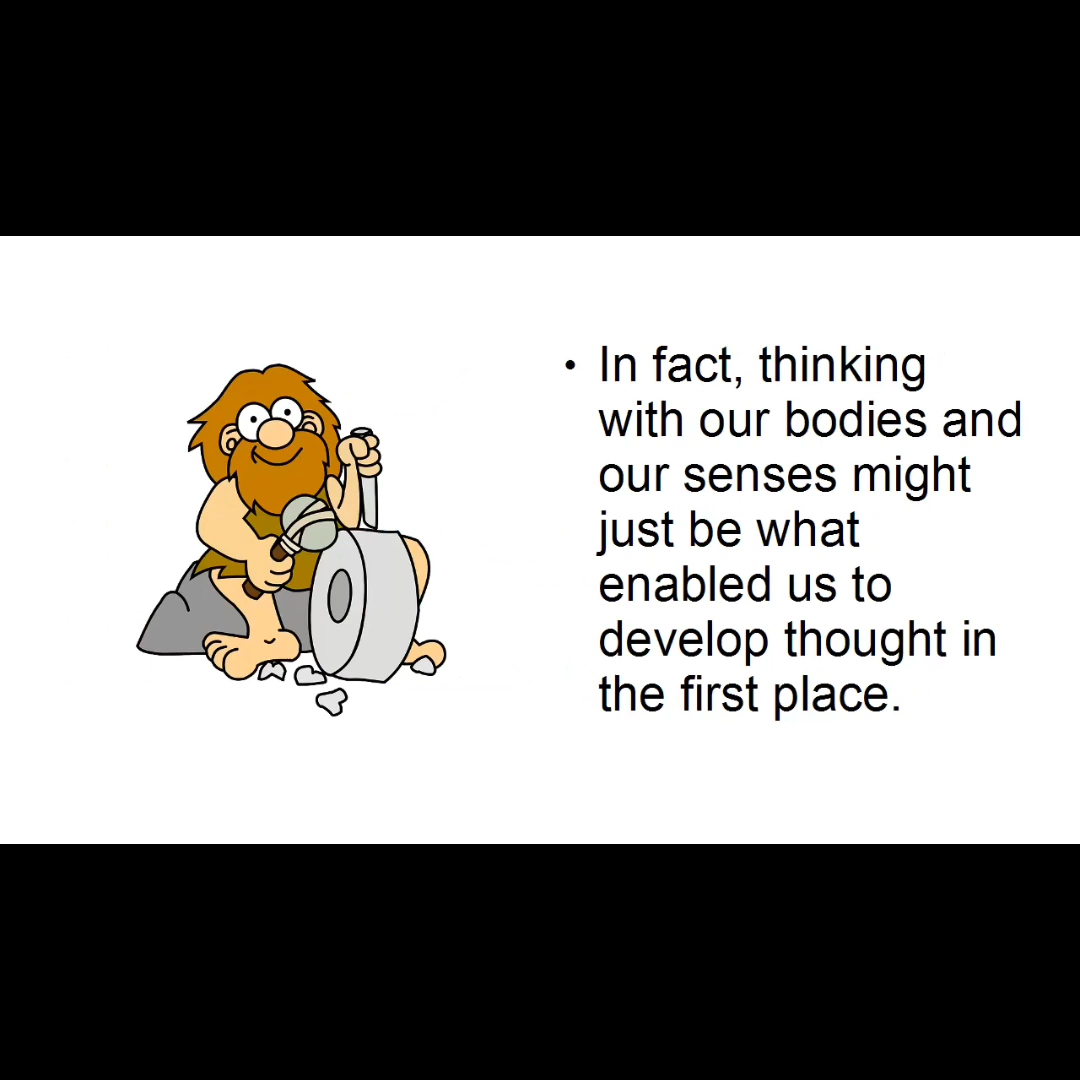 • In fact, thinking
with our bodies and
our senses might
just be what
enabled us to
develop thought in
the first place.